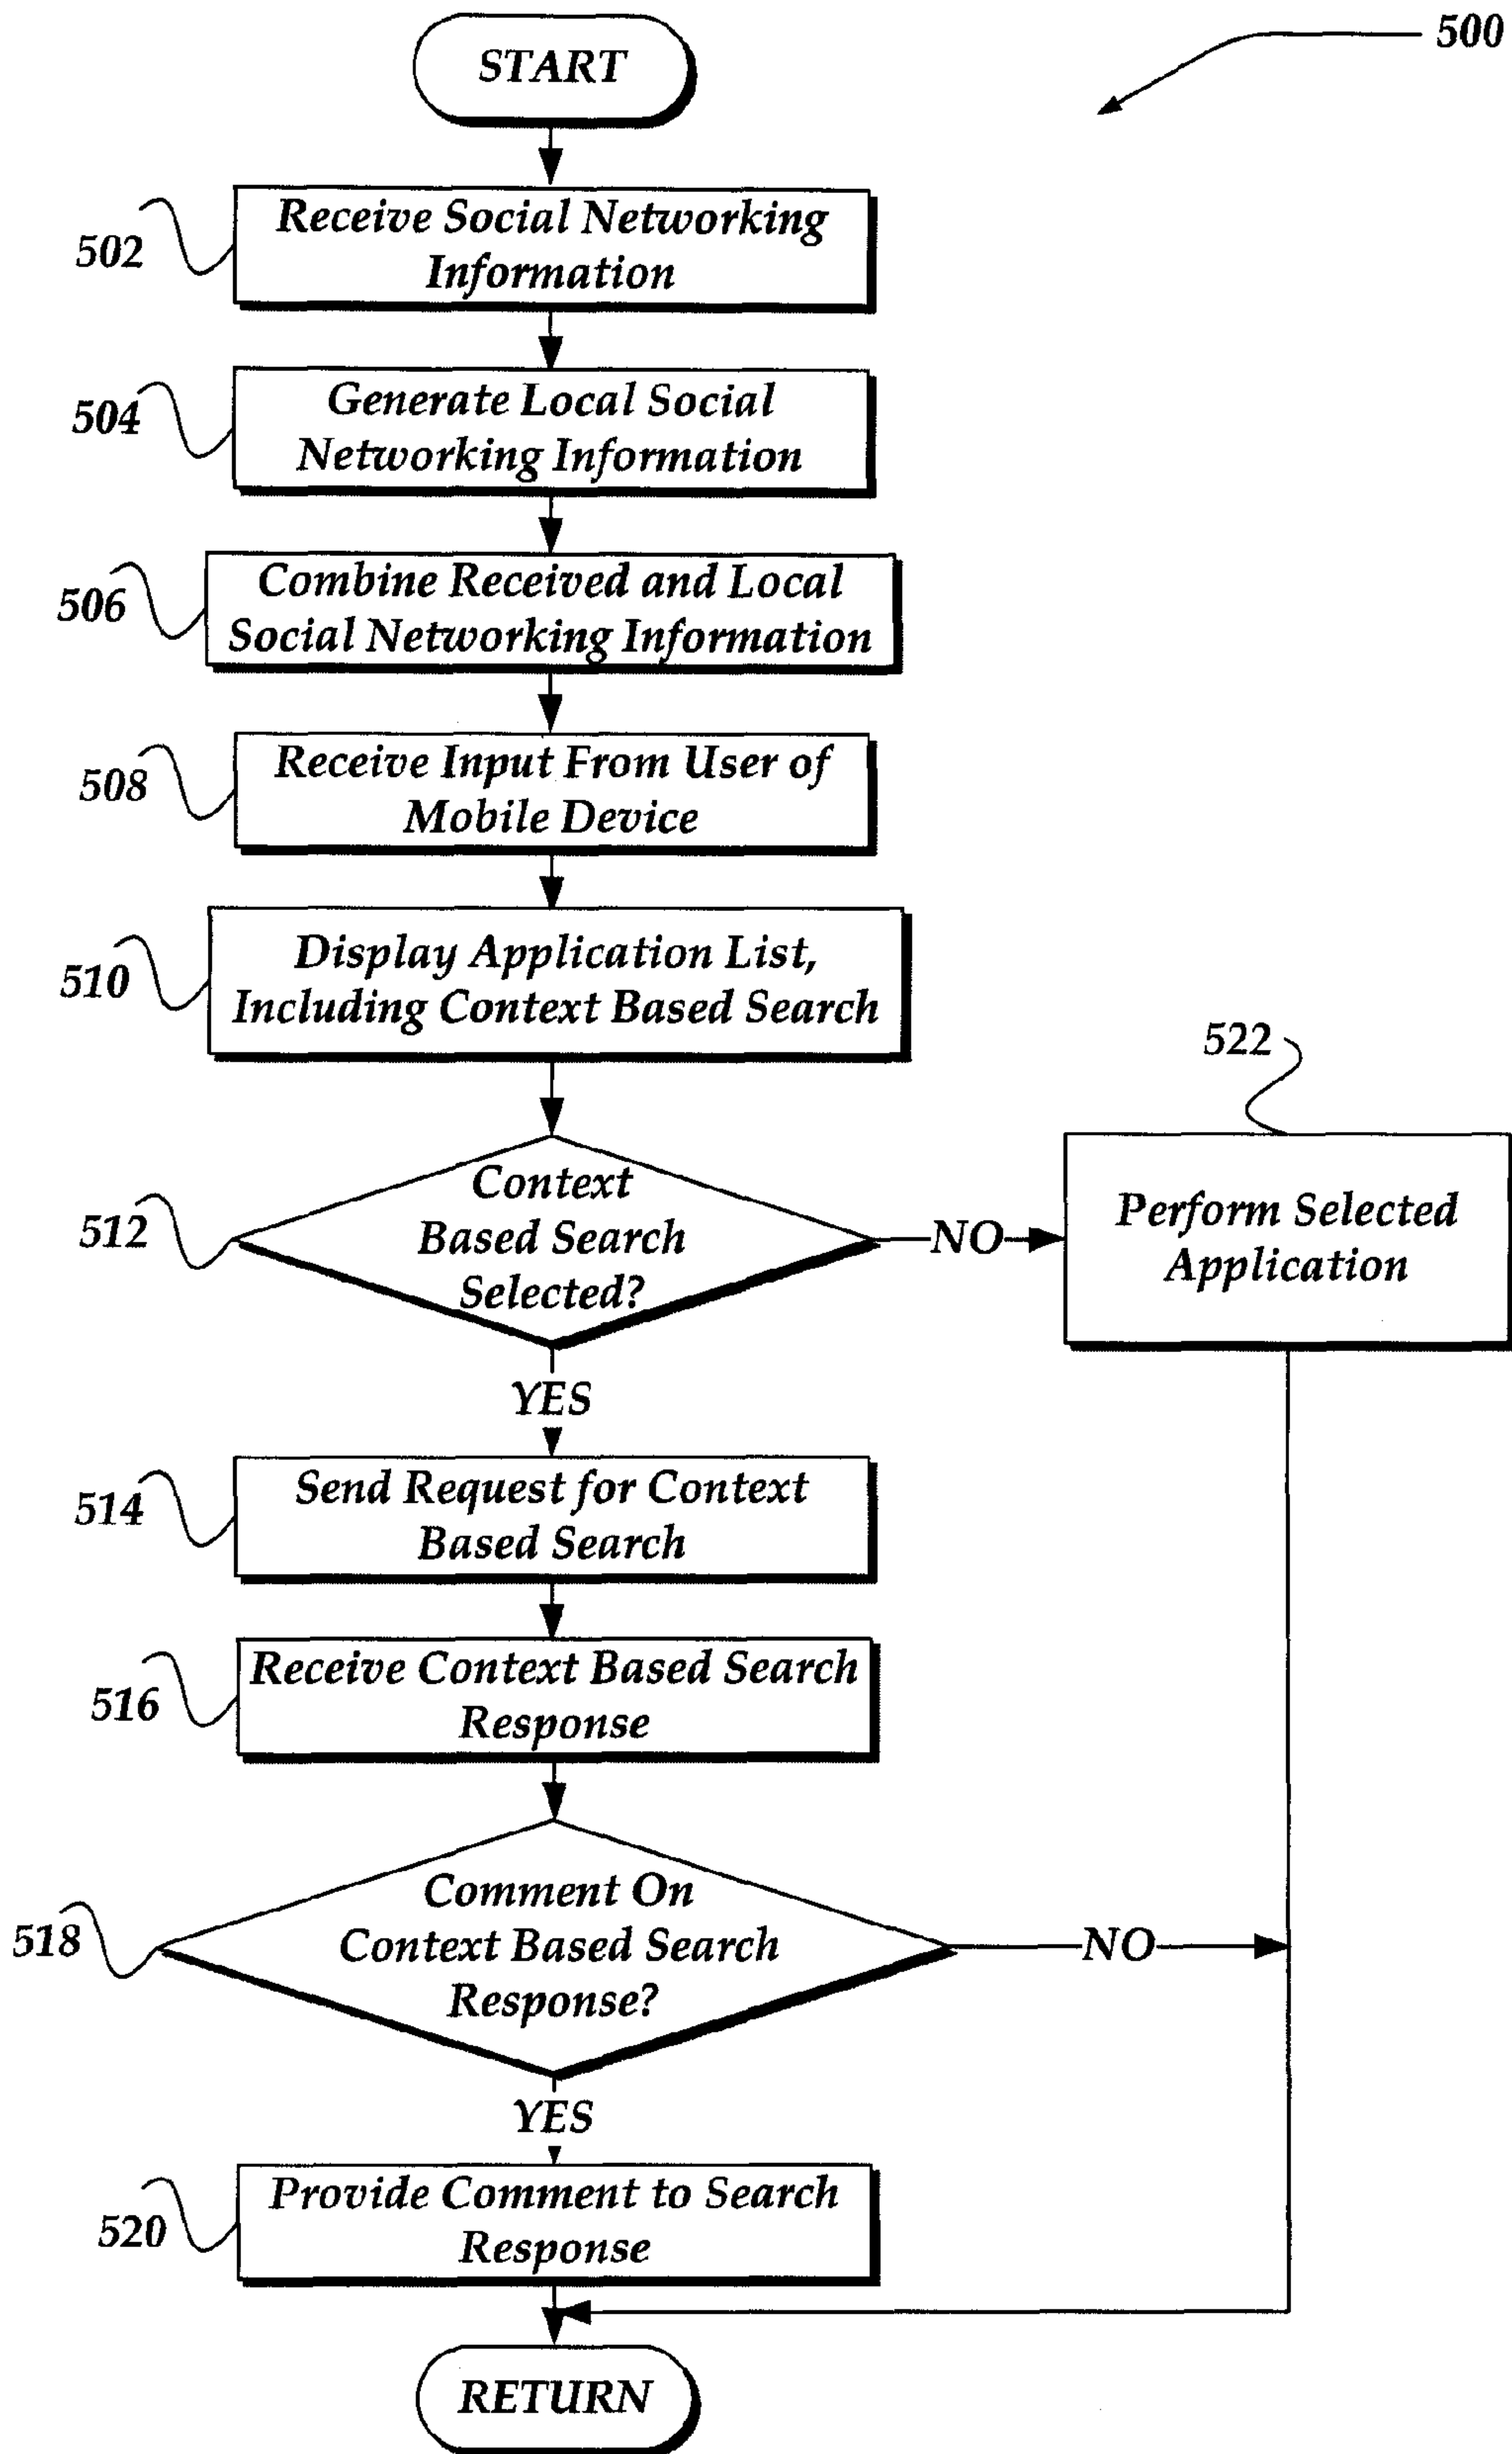 START
500
502
Receive Social Networking
Information
504
Generate Local Social
Networking Information
506
Combine Received and Local
Social Networking Information
508
Receive Input From User of
Mobile Device
510
Display Application List,
Including Context Based Search
512
Context
Based Search
Selected?
NO
522
Perform Selected
Application
YES
514
Send Request for Context
Based Search
516
Receive Context Based Search
Response
518
Comment On
Context Based Search
Response?
NO
YES
520
Provide Comment to Search
Response
RETURN